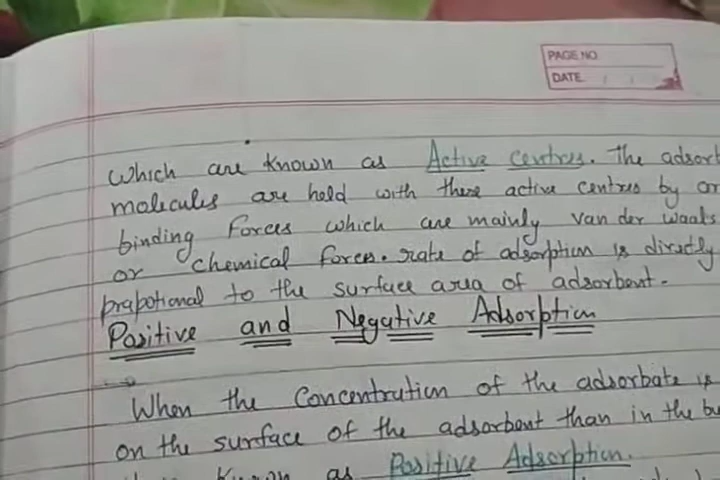 PAGE NO.
DATE
which are known as Active centres. The adsorb
molecules are held with these active centres by or
binding forces which are mainly van der waals
or chemical forces. rate of adsorption is directly
prapotional to the surface area of adsorbent.
Positive and Negative Adsorption
When the Concentration of the adsorbate is
on the surface of the adsorbent than in the bu
Known as Positive Adsorption.